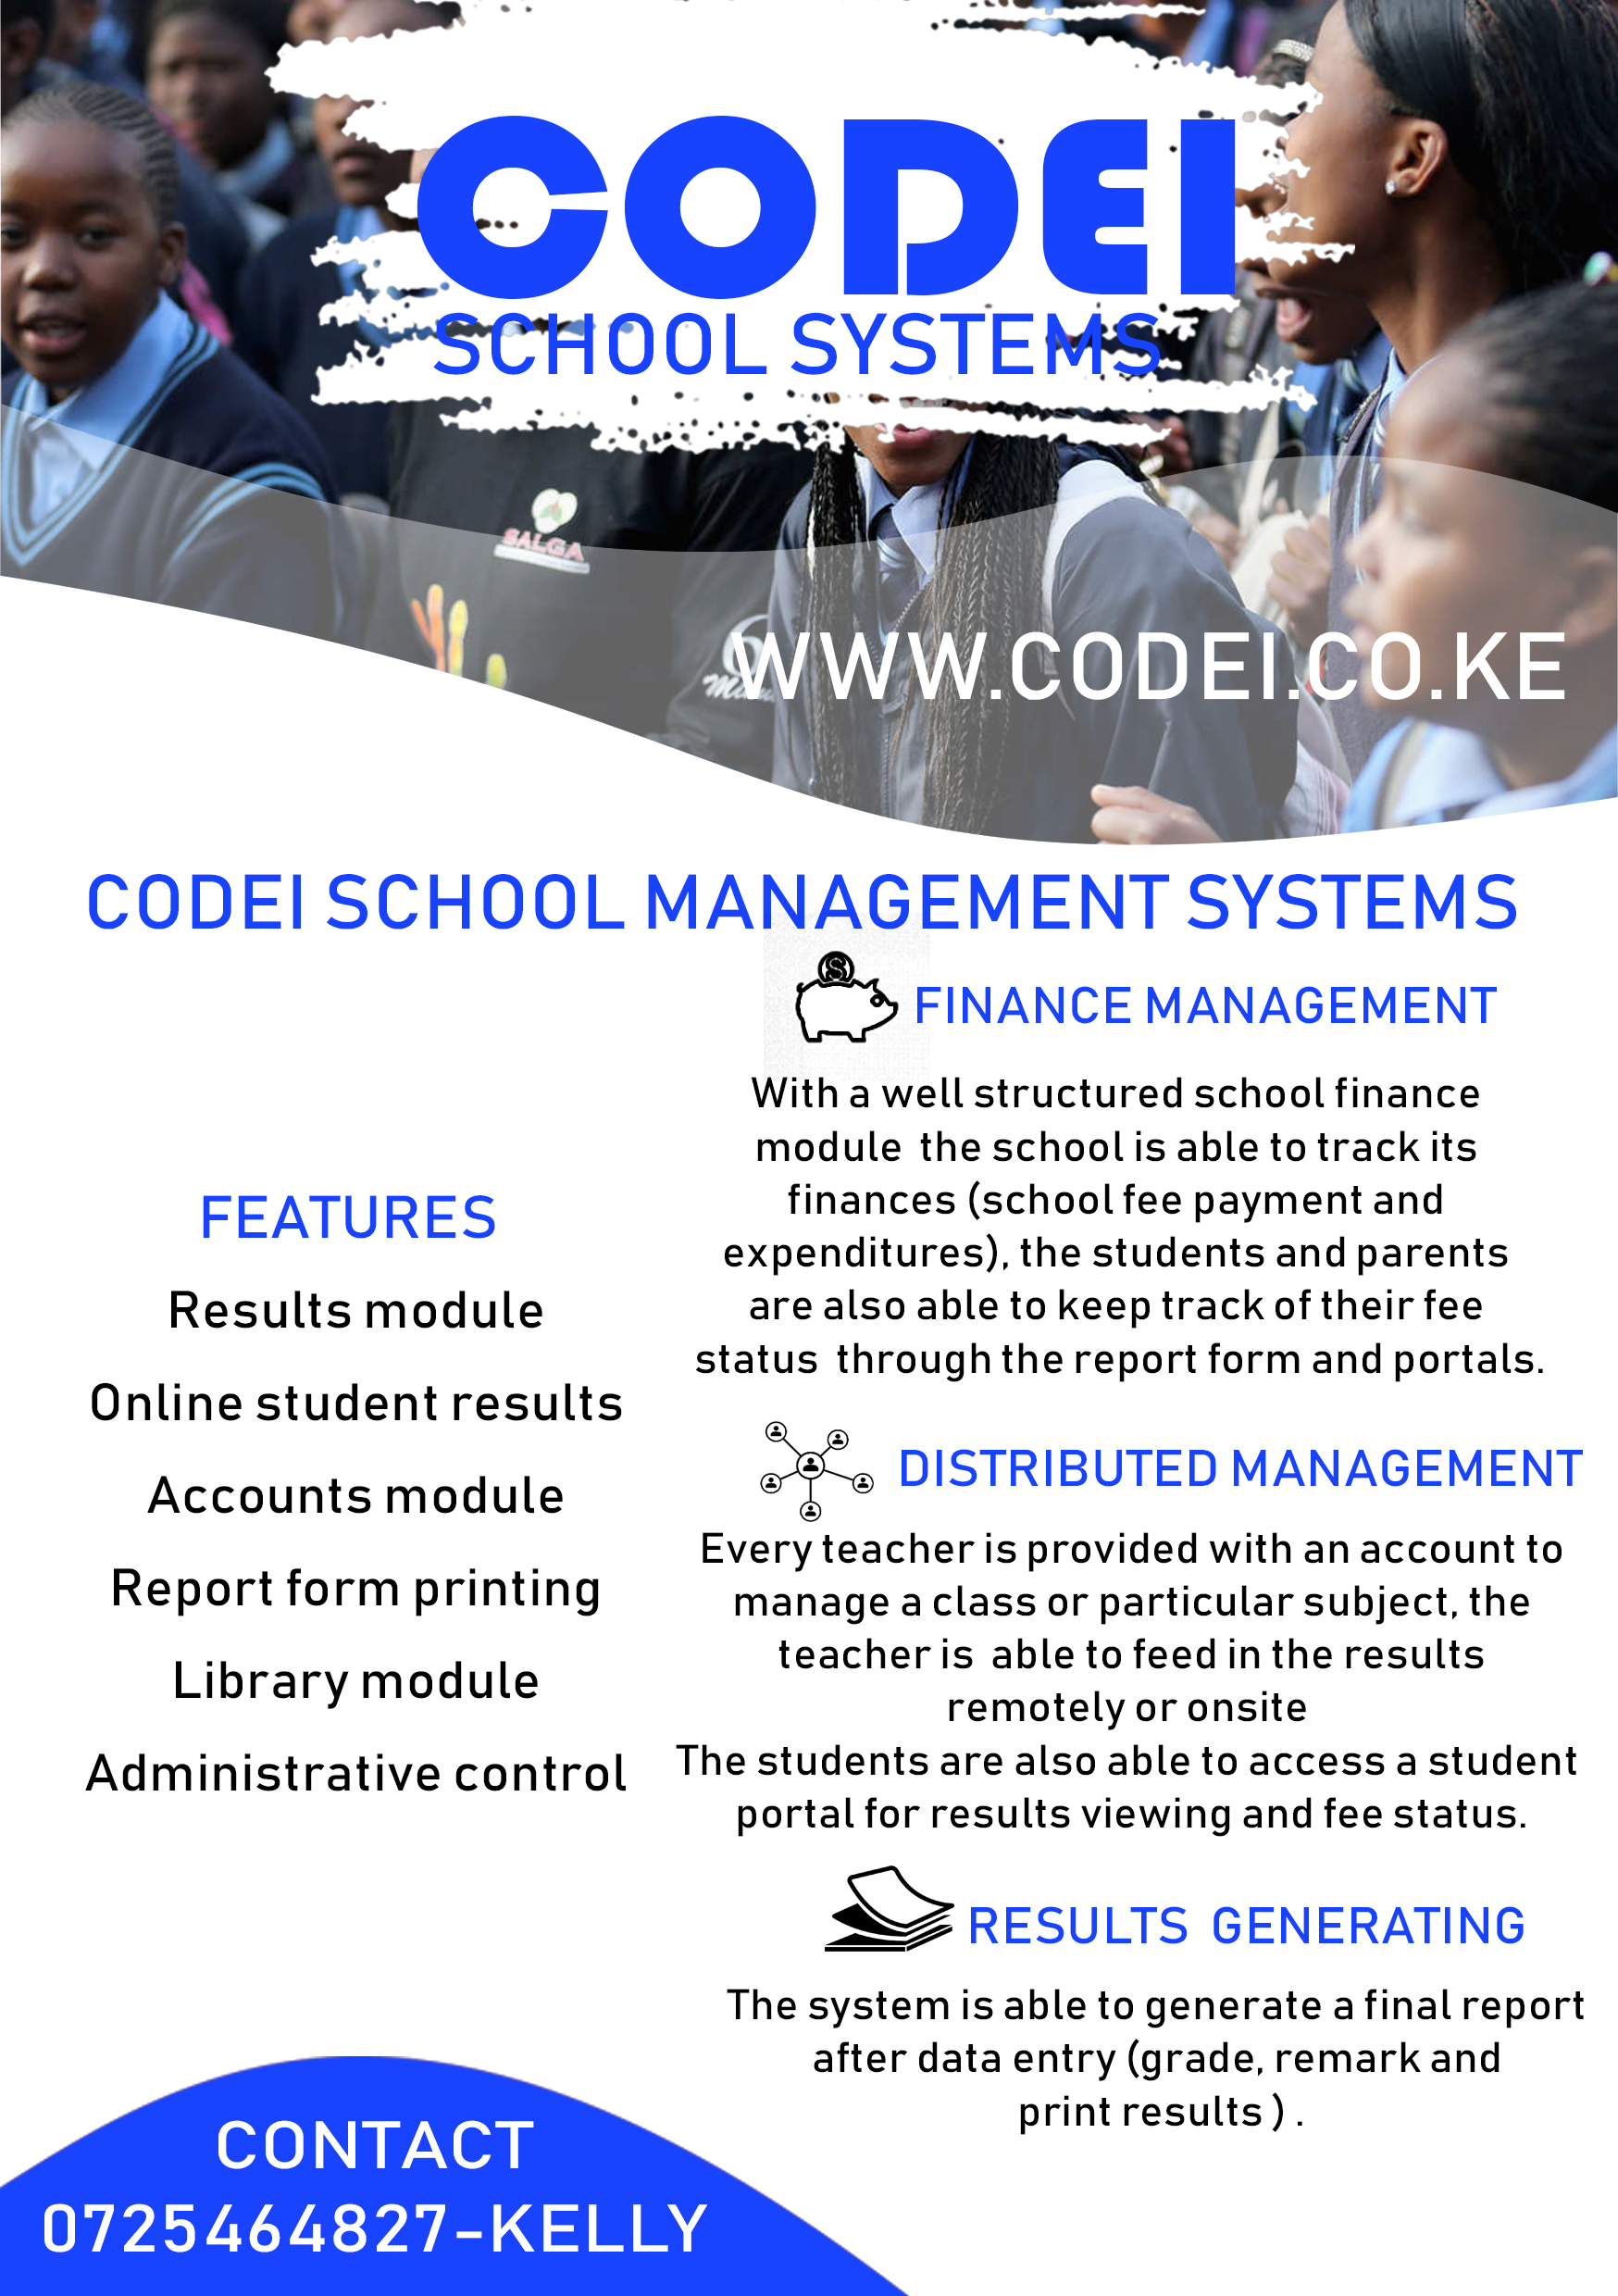 CODEI
SCHOOL SYSTEMS
SALGA
WWW.CODEI.CO.KE
CODEI SCHOOL MANAGEMENT SYSTEMS
FEATURES
Results module
Online student results
Accounts module
Report form printing
Library module
Administrative control
FINANCE MANAGEMENT
With a well structured school finance
module the school is able to track its
finances (school fee payment and
expenditures), the students and parents
are also able to keep track of their fee
status through the report form and portals.
DISTRIBUTED MANAGEMENT
Every teacher is provided with an account to
manage a class or particular subject, the
teacher is able to feed in the results
remotely or onsite
The students are also able to access a student
portal for results viewing and fee status.
RESULTS GENERATING
The system is able to generate a final report
after data entry (grade, remark and
print results ) .
CONTACT
0725464827-KELLY